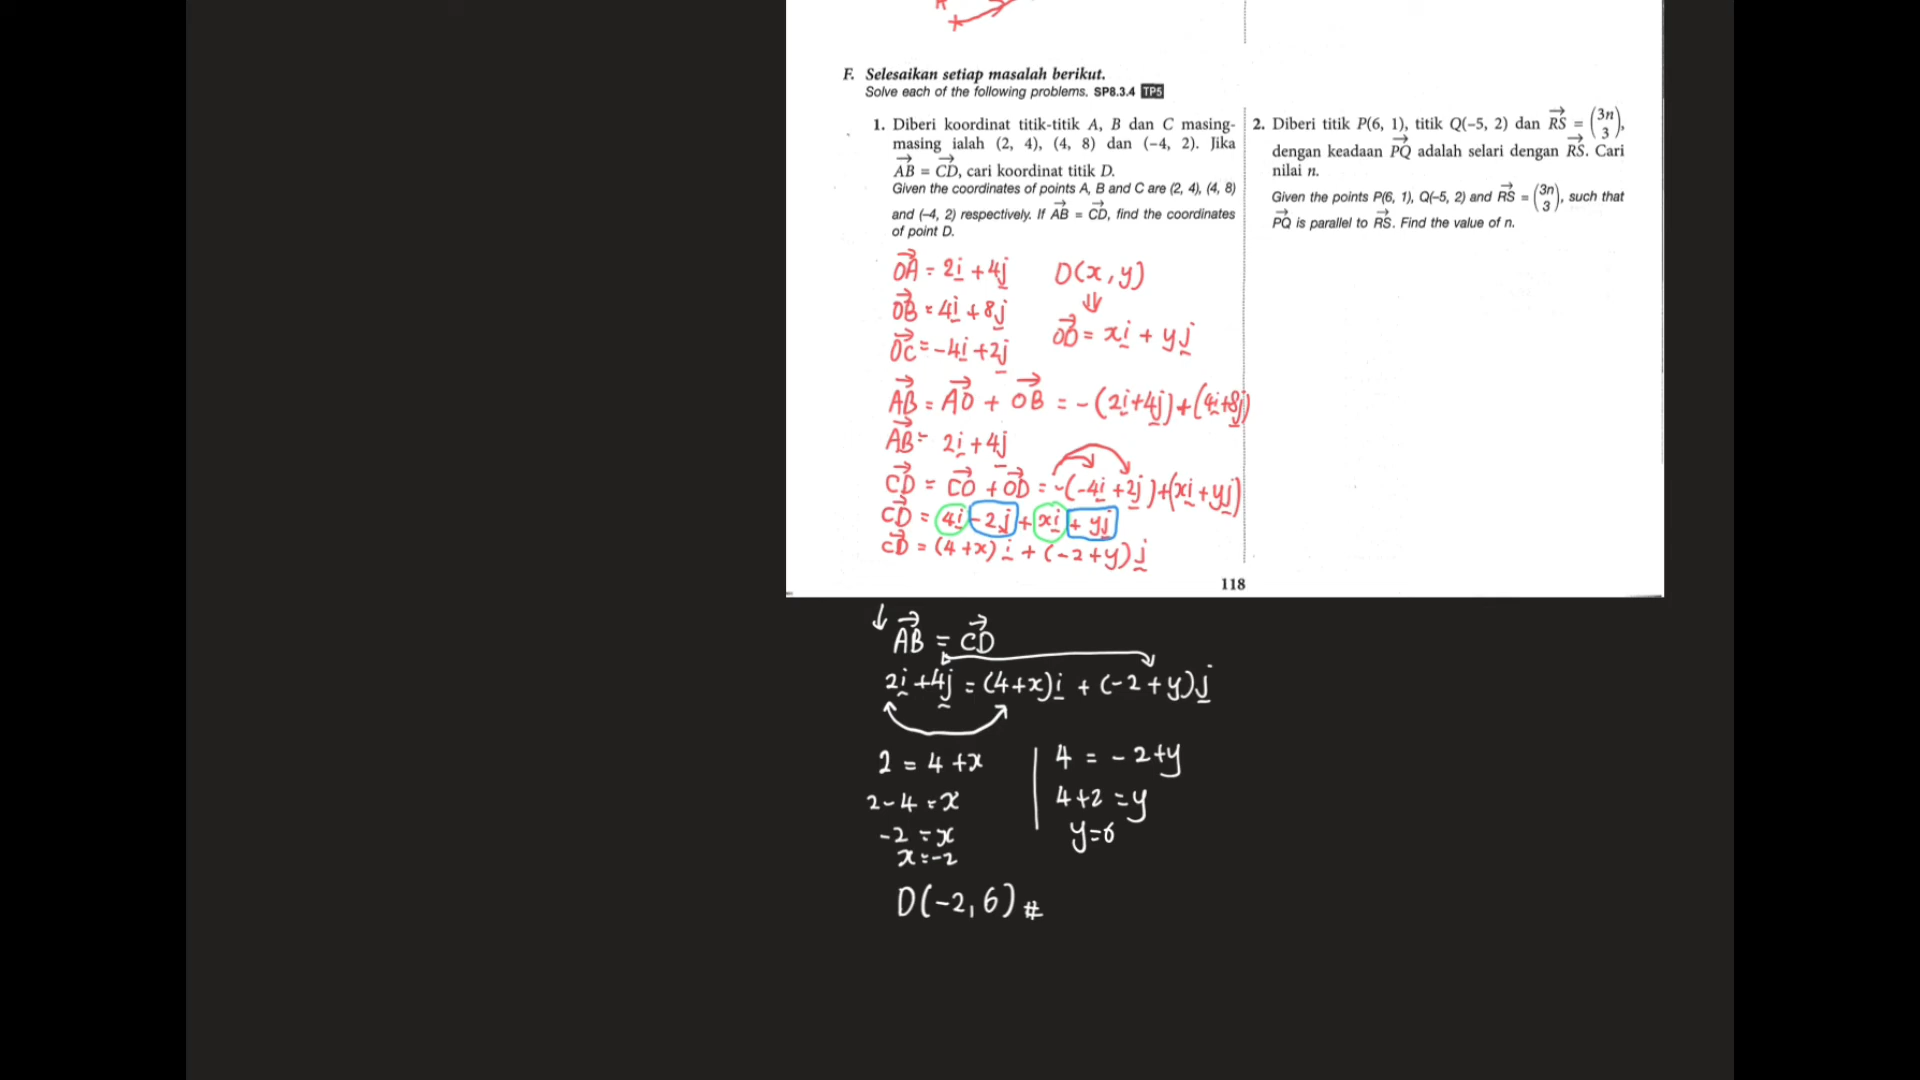 F. Selesaikan setiap masalah berikut.
Solve each of the following problems. SP8.3.4 TP5
1. Diberi koordinat titik-titik A, B dan C masing-
masing ialah (2, 4), (4, 8) dan (−4, 2). Jika
AB→ = CD→, cari koordinat titik D.
Given the coordinates of points A, B and C are (2, 4), (4, 8)
and (−4, 2) respectively. If AB→ = CD→, find the coordinates
of point D.
OA→ = 2i + 4j
OB→ = 4i + 8j
OC→ = -4i + 2j
D(x, y)
⇓
OD→ = xi + yj
AB→ = AO→ + OB→ = -(2i+4j)+(4i+8j)
AB→ = 2i + 4j
CD→ = CO→ + OD→ = -(-4i+2j)+(xi+yj)
CD→ = 4i - 2j + xi + yj
CD→ = (4+x)i + (-2+y)j
2. Diberi titik P(6, 1), titik Q(−5, 2) dan RS→ = (3n 3),
dengan keadaan PQ→ adalah selari dengan RS→. Cari
nilai n.
Given the points P(6, 1), Q(−5, 2) and RS→ = (3n 3), such that
PQ→ is parallel to RS→. Find the value of n.
118
↓ AB→ = CD→
2i + 4j = (4+x)i + (-2+y)j
2 = 4 + x
2 - 4 = x
-2 = x
x = -2
4 = -2 + y
4 + 2 = y
y = 6
D(-2, 6) #